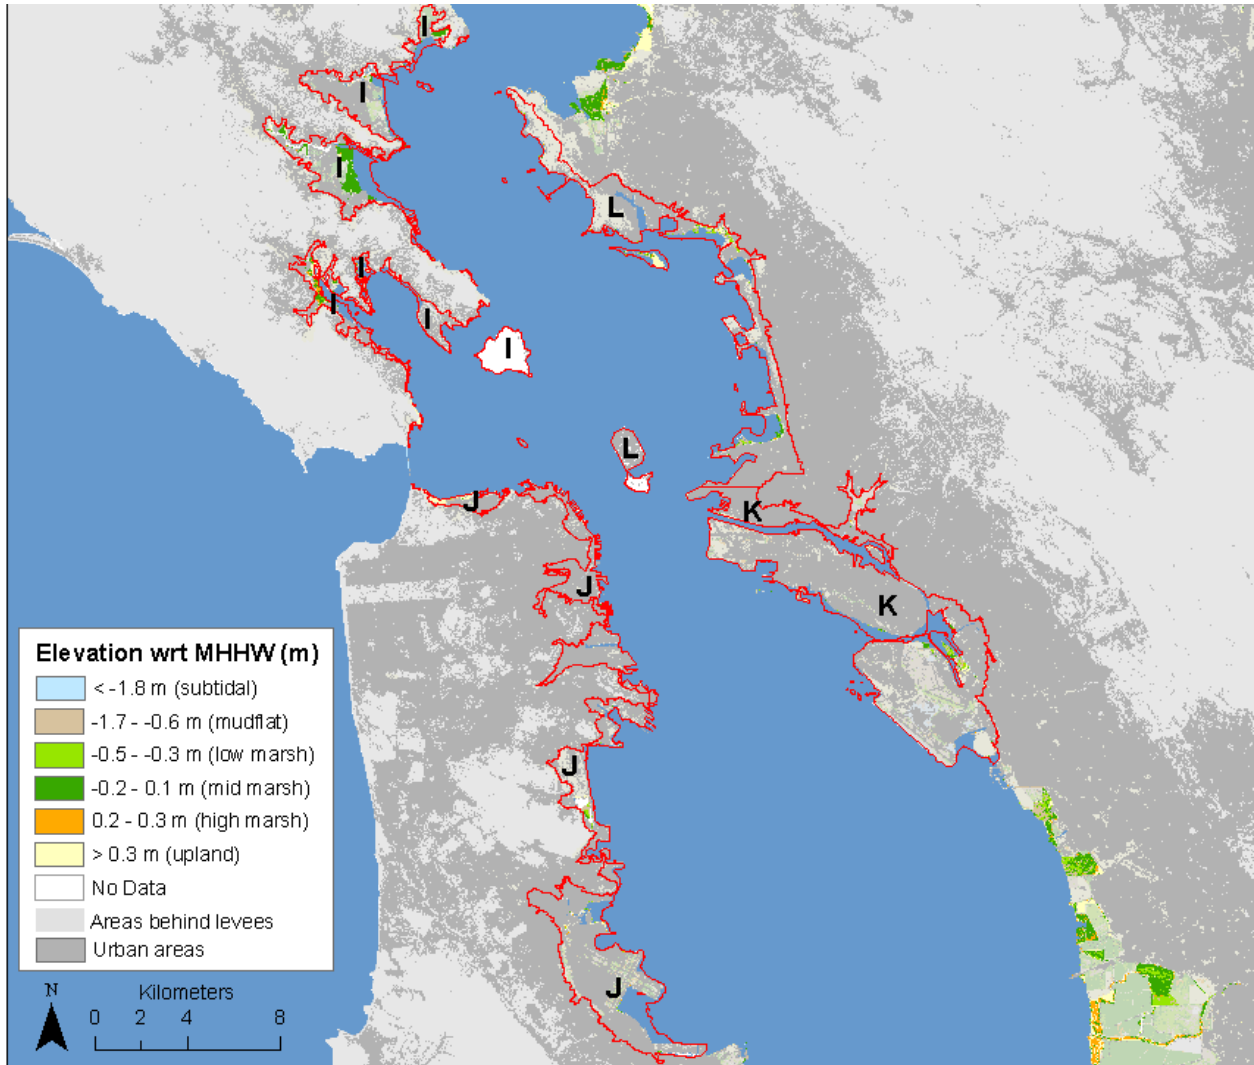 I
I
I
L
I
I
I
I
L
J
K
J
K
J
J
Elevation wrt MHHW (m)
< -1.8 m (subtidal)
-1.7 - -0.6 m (mudflat)
-0.5 - -0.3 m (low marsh)
-0.2 - 0.1 m (mid marsh)
0.2 - 0.3 m (high marsh)
> 0.3 m (upland)
No Data
Areas behind levees
Urban areas
N
Kilometers
0 2 4 8